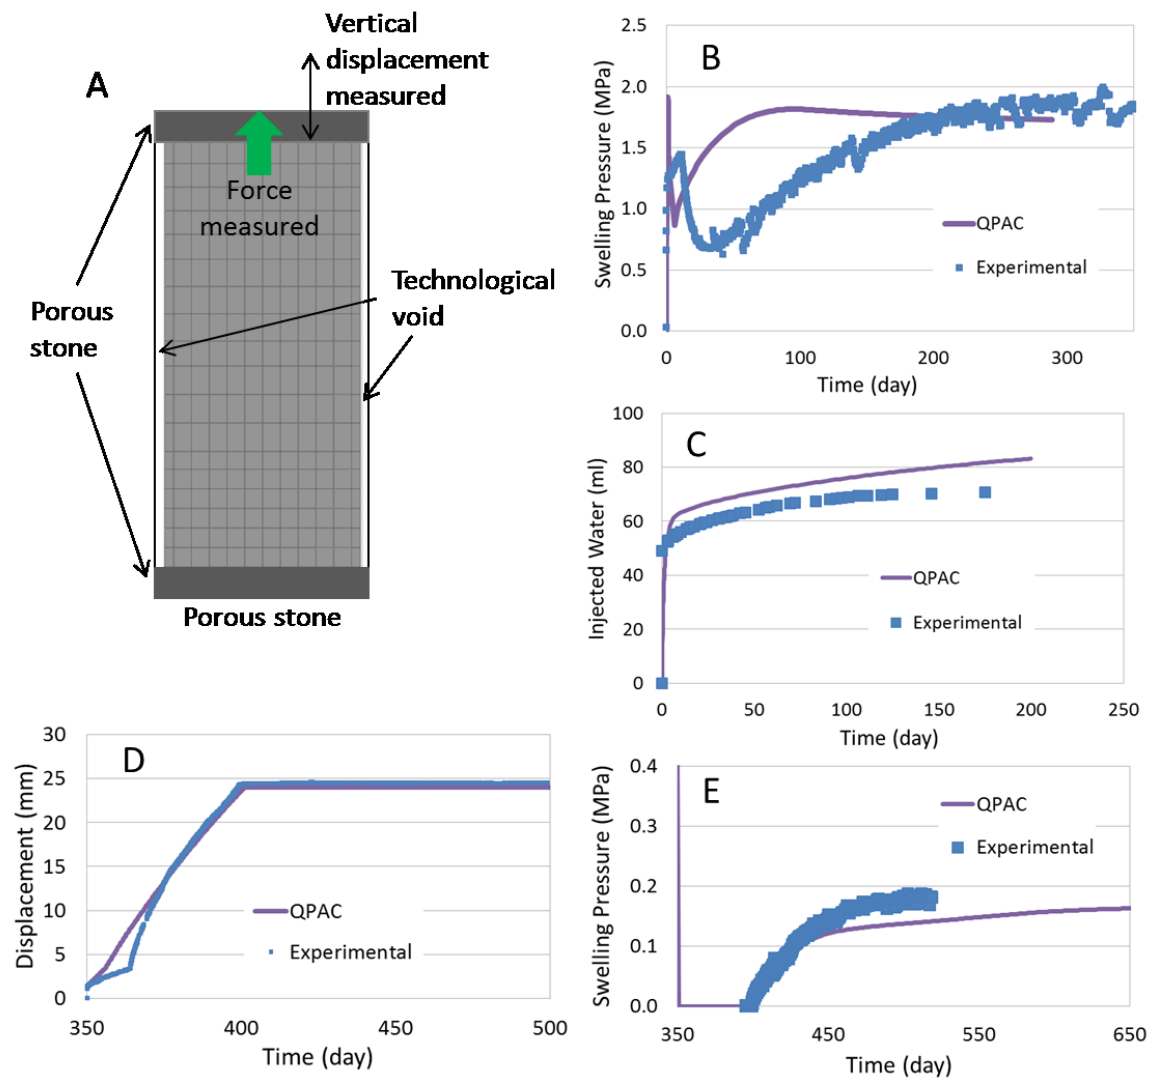 Vertical
displacement
measured
A
Force
measured
Technological
void
Porous
stone
Porous stone
B
Swelling Pressure (MPa)
2.5
2.0
1.5
1.0
0.5
0.0
QPAC
Experimental
0 100 200 300
Time (day)
C
Injected Water (ml)
100
80
60
40
20
0
QPAC
Experimental
0 50 100 150 200 250
Time (day)
D
Displacement (mm)
30
25
20
15
10
5
0
QPAC
Experimental
350 400 450 500
Time (day)
E
Swelling Pressure (MPa)
0.4
0.3
0.2
0.1
0.0
QPAC
Experimental
350 450 550 650
Time (day)